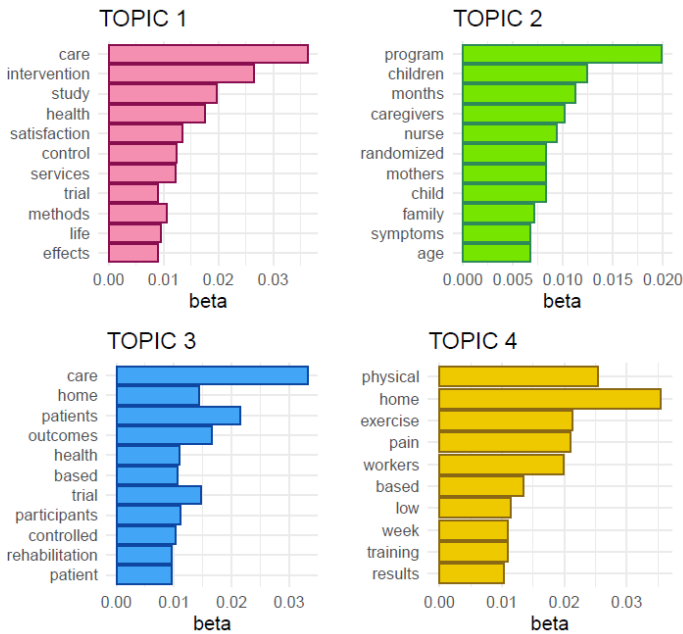 TOPIC 1
care
intervention
study
health
satisfaction
control
services
trial
methods
life
effects
0.00 0.01 0.02 0.03
beta
TOPIC 2
program
children
months
caregivers
nurse
randomized
mothers
child
family
symptoms
age
0.000 0.005 0.010 0.015 0.020
beta
TOPIC 3
care
home
patients
outcomes
health
based
trial
participants
controlled
rehabilitation
patient
0.00 0.01 0.02 0.03
beta
TOPIC 4
physical
home
exercise
pain
workers
based
low
week
training
results
0.00 0.01 0.02 0.03
beta